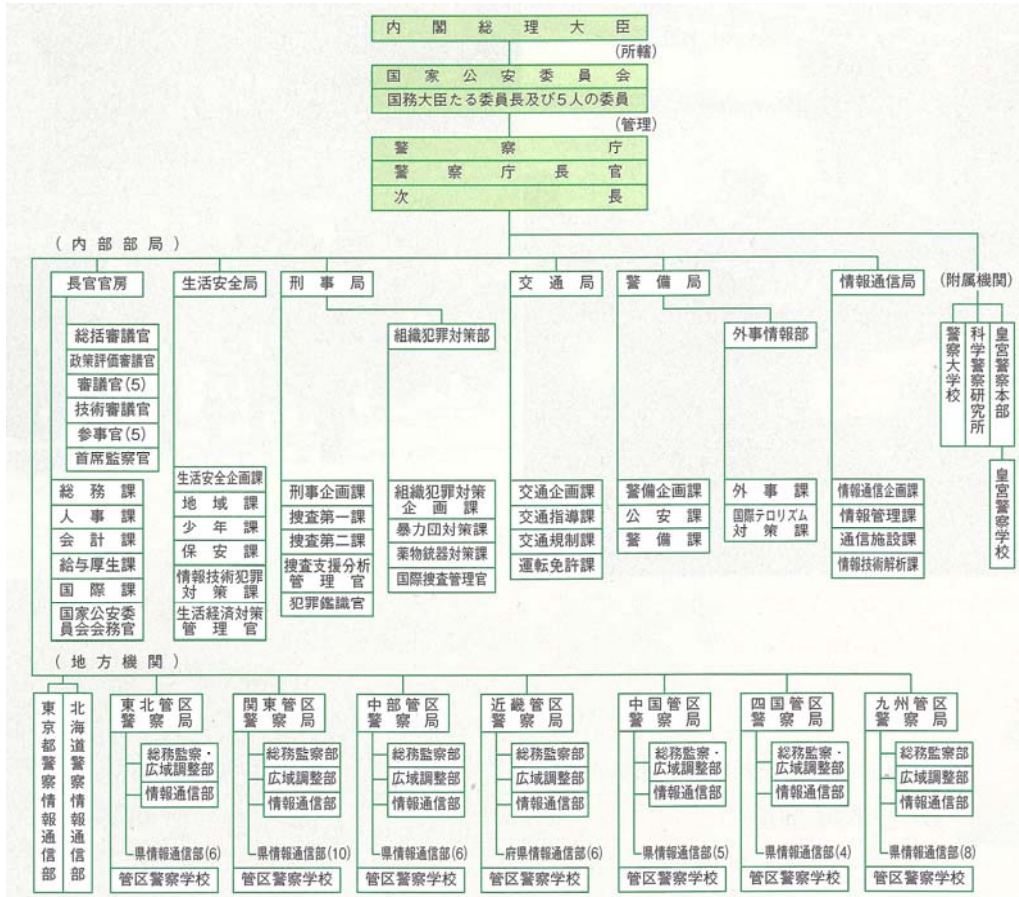 内閣総理大臣
(所轄)
国家公安委員会
国務大臣たる委員長及び5人の委員
(管理)
警察庁
警察庁長官
次長
(内部部局)
長官官房
生活安全局
刑事局
交通局
警備局
情報通信局
(附属機関)
総括審議官
政策評価審議官
審議官(5)
技術審議官
参事官(5)
首席監察官
組織犯罪対策部
外事情報部
警察大学校
科学警察研究所
皇宮警察本部
皇宮警察学校
総務課
人事課
会計課
給与厚生課
国際課
国家公安委
員会会務官
生活安全企画課
地域課
少年課
保安課
情報技術犯罪
対策課
生活経済対策
管理官
刑事企画課
捜査第一課
捜査第二課
捜査支援分析
管理官
犯罪鑑識官
組織犯罪対策
企画課
暴力団対策課
薬物銃器対策課
国際捜査管理官
交通企画課
交通指導課
交通規制課
運転免許課
警備企画課
公安課
警備課
外事課
国際テロリズム
対策課
情報通信企画課
情報管理課
通信施設課
情報技術解析課
(地方機関)
東京都警察情報通信部
北海道警察情報通信部
東北管区
警察局
総務監察・
広域調整部
情報通信部
県情報通信部(6)
管区警察学校
関東管区
警察局
総務監察部
広域調整部
情報通信部
県情報通信部(10)
管区警察学校
中部管区
警察局
総務監察部
広域調整部
情報通信部
県情報通信部(6)
管区警察学校
近畿管区
警察局
総務監察部
広域調整部
情報通信部
府県情報通信部(6)
管区警察学校
中国管区
警察局
総務監察・
広域調整部
情報通信部
県情報通信部(5)
管区警察学校
四国管区
警察局
総務監察・
広域調整部
情報通信部
県情報通信部(4)
管区警察学校
九州管区
警察局
総務監察部
広域調整部
情報通信部
県情報通信部(8)
管区警察学校